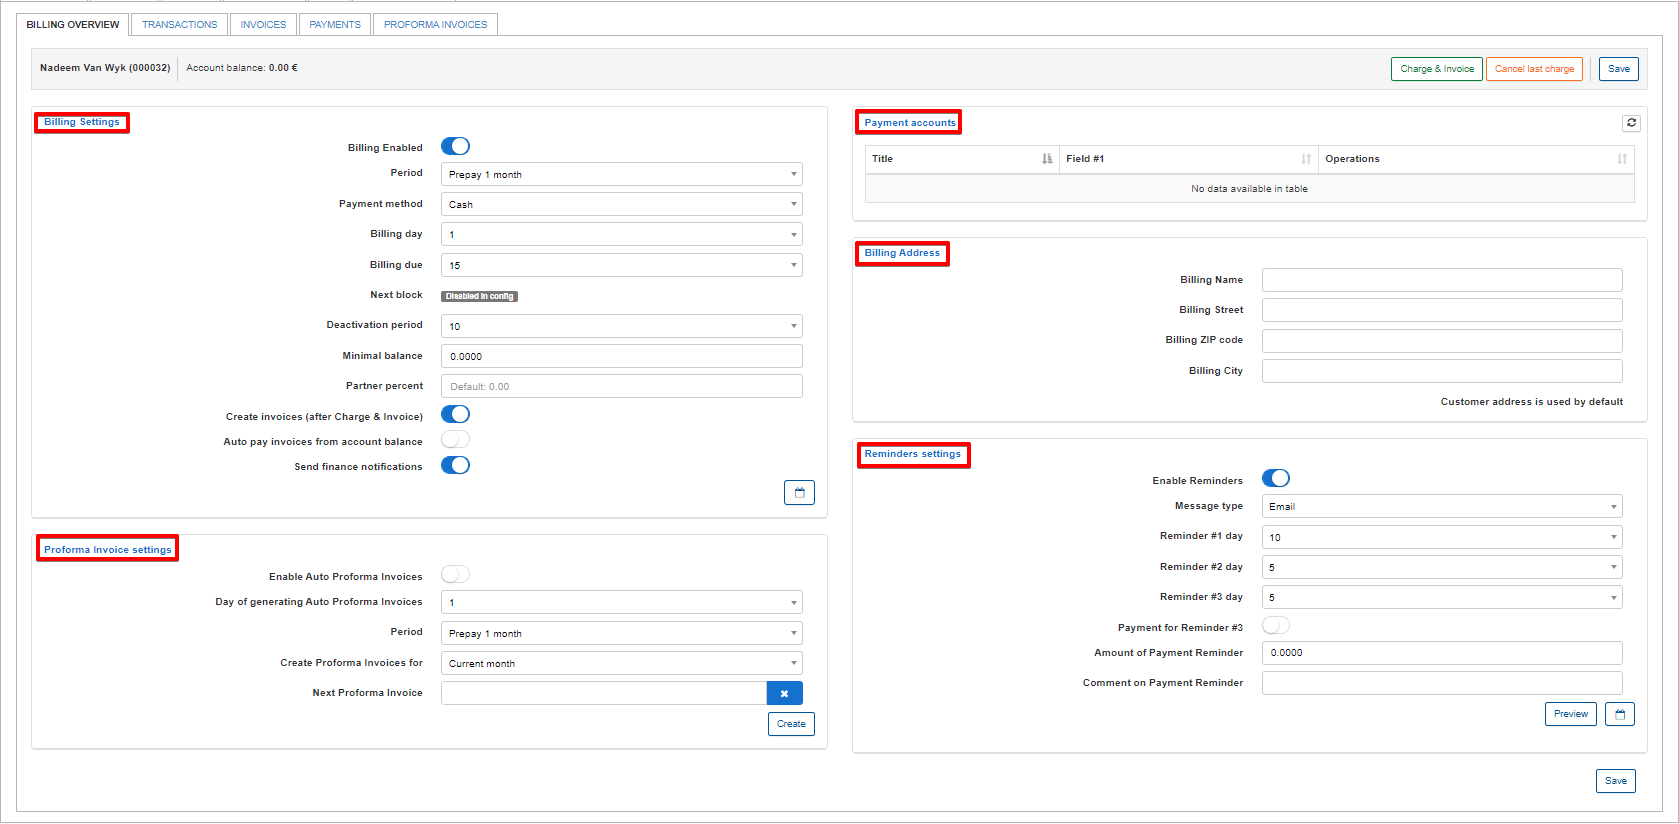 BILLING OVERVIEW
TRANSACTIONS
INVOICES
PAYMENTS
PROFORMA INVOICES
Nadeem Van Wyk (000032)
Account balance: 0.00 €
Charge & Invoice
Cancel last charge
Save
Billing Settings
Billing Enabled
Period
Prepay 1 month
Payment method
Cash
Billing day
1
Billing due
15
Next block
Disabled in config
Deactivation period
10
Minimal balance
0.0000
Partner percent
Default: 0.00
Create invoices (after Charge & Invoice)
Auto pay invoices from account balance
Send finance notifications
Proforma Invoice settings
Enable Auto Proforma Invoices
Day of generating Auto Proforma Invoices
1
Period
Prepay 1 month
Create Proforma Invoices for
Current month
Next Proforma Invoice
Create
Payment accounts
Title
Field #1
Operations
No data available in table
Billing Address
Billing Name
Billing Street
Billing ZIP code
Billing City
Customer address is used by default
Reminders settings
Enable Reminders
Message type
Email
Reminder #1 day
10
Reminder #2 day
5
Reminder #3 day
5
Payment for Reminder #3
Amount of Payment Reminder
0.0000
Comment on Payment Reminder
Preview
Save